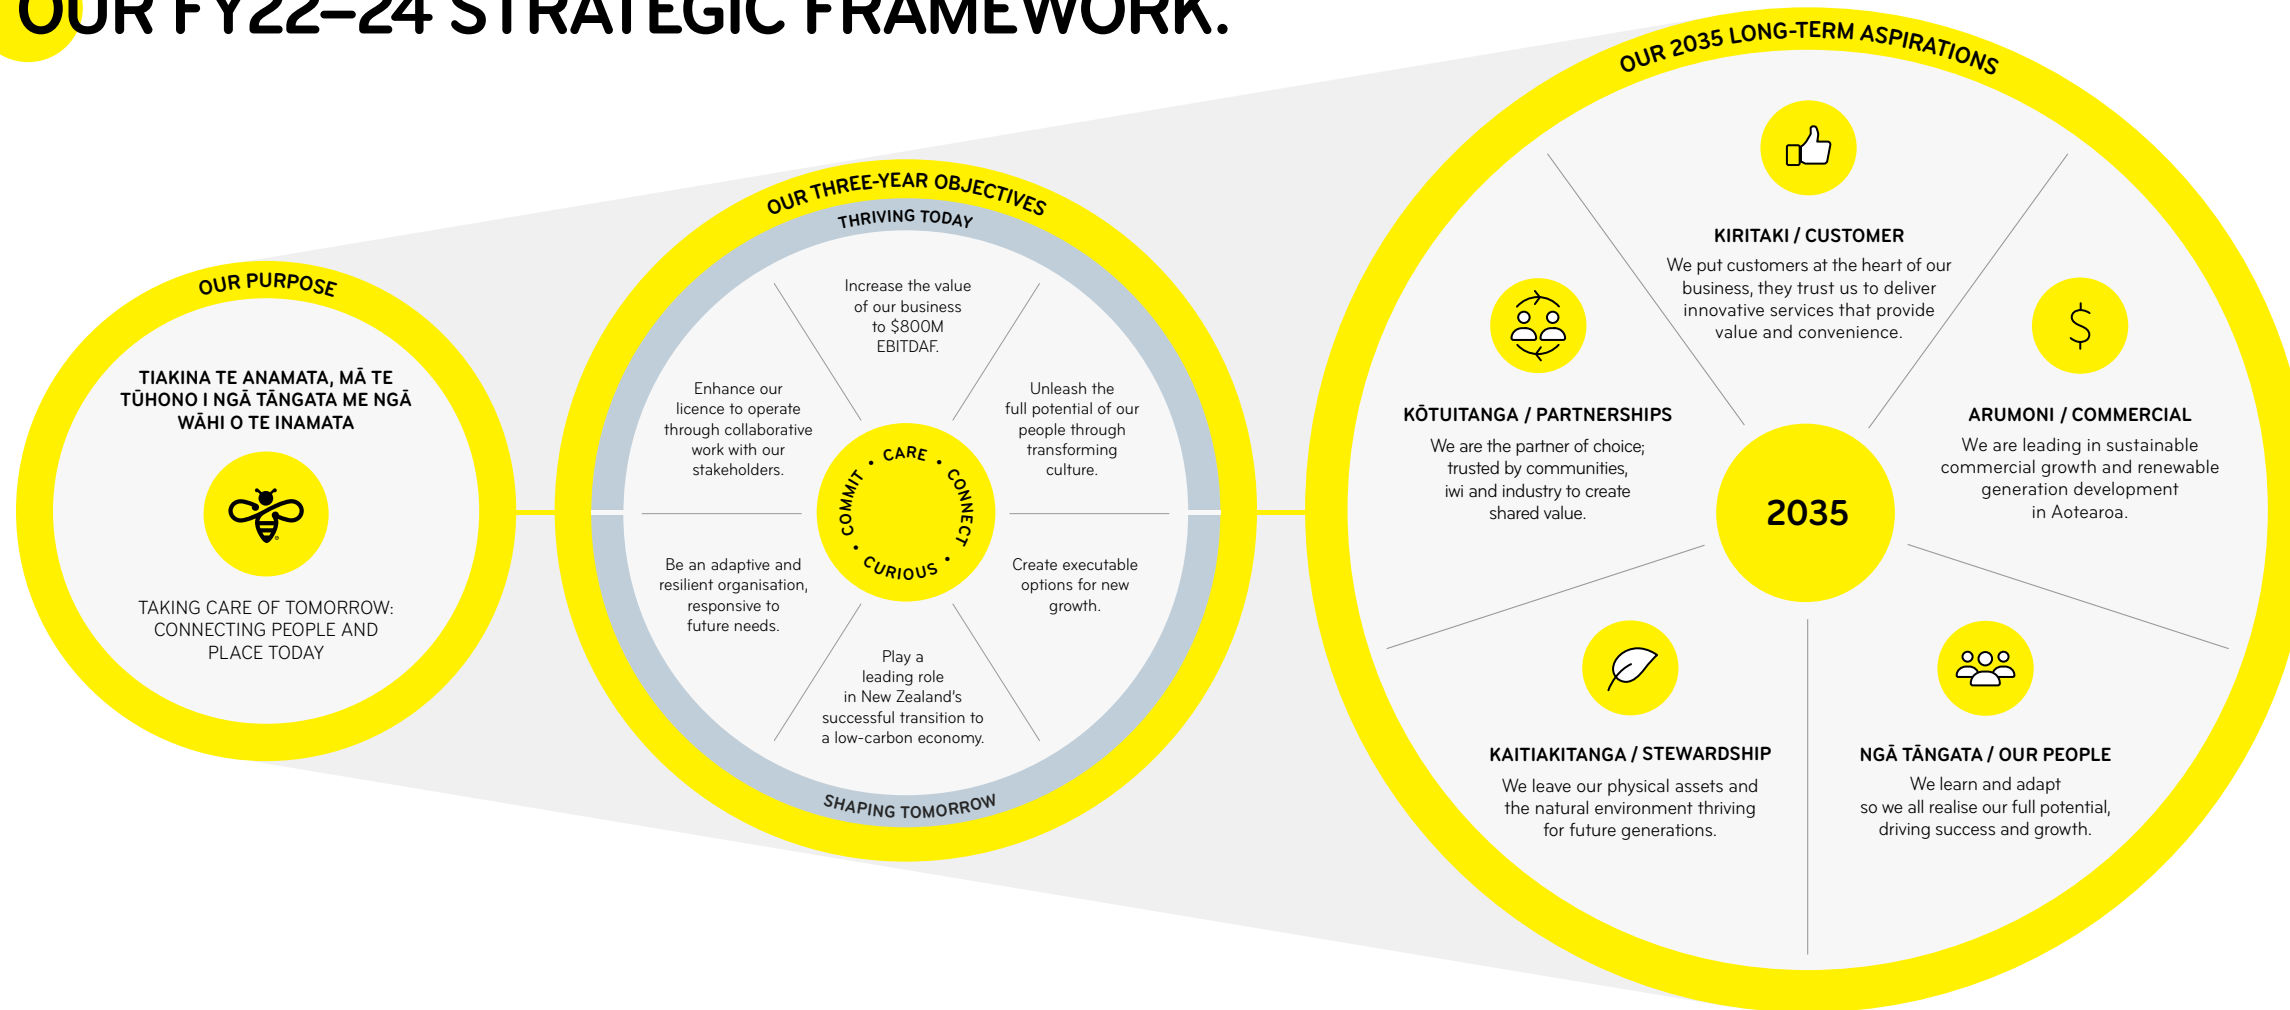 OUR FY22–24 STRATEGIC FRAMEWORK.
OUR PURPOSE
TIAKINA TE ANAMATA, MĀ TE
TŪHONO I NGĀ TĀNGATA ME NGĀ
WĀHI O TE INAMATA
TAKING CARE OF TOMORROW:
CONNECTING PEOPLE AND
PLACE TODAY
OUR THREE-YEAR OBJECTIVES
THRIVING TODAY
Increase the value
of our business
to $800M
EBITDAF.
Unleash the
full potential of our
people through
transforming
culture.
Create executable
options for new
growth.
Play a
leading role
in New Zealand's
successful transition to
a low-carbon economy.
Be an adaptive and
resilient organisation,
responsive to
future needs.
Enhance our
licence to operate
through collaborative
work with our
stakeholders.
CARE • CONNECT • CURIOUS • COMMIT •
SHAPING TOMORROW
OUR 2035 LONG-TERM ASPIRATIONS
KIRITAKI / CUSTOMER
We put customers at the heart of our
business, they trust us to deliver
innovative services that provide
value and convenience.
$
ARUMONI / COMMERCIAL
We are leading in sustainable
commercial growth and renewable
generation development
in Aotearoa.
NGĀ TĀNGATA / OUR PEOPLE
We learn and adapt
so we all realise our full potential,
driving success and growth.
KAITIAKITANGA / STEWARDSHIP
We leave our physical assets and
the natural environment thriving
for future generations.
KŌTUITANGA / PARTNERSHIPS
We are the partner of choice;
trusted by communities,
iwi and industry to create
shared value.
2035